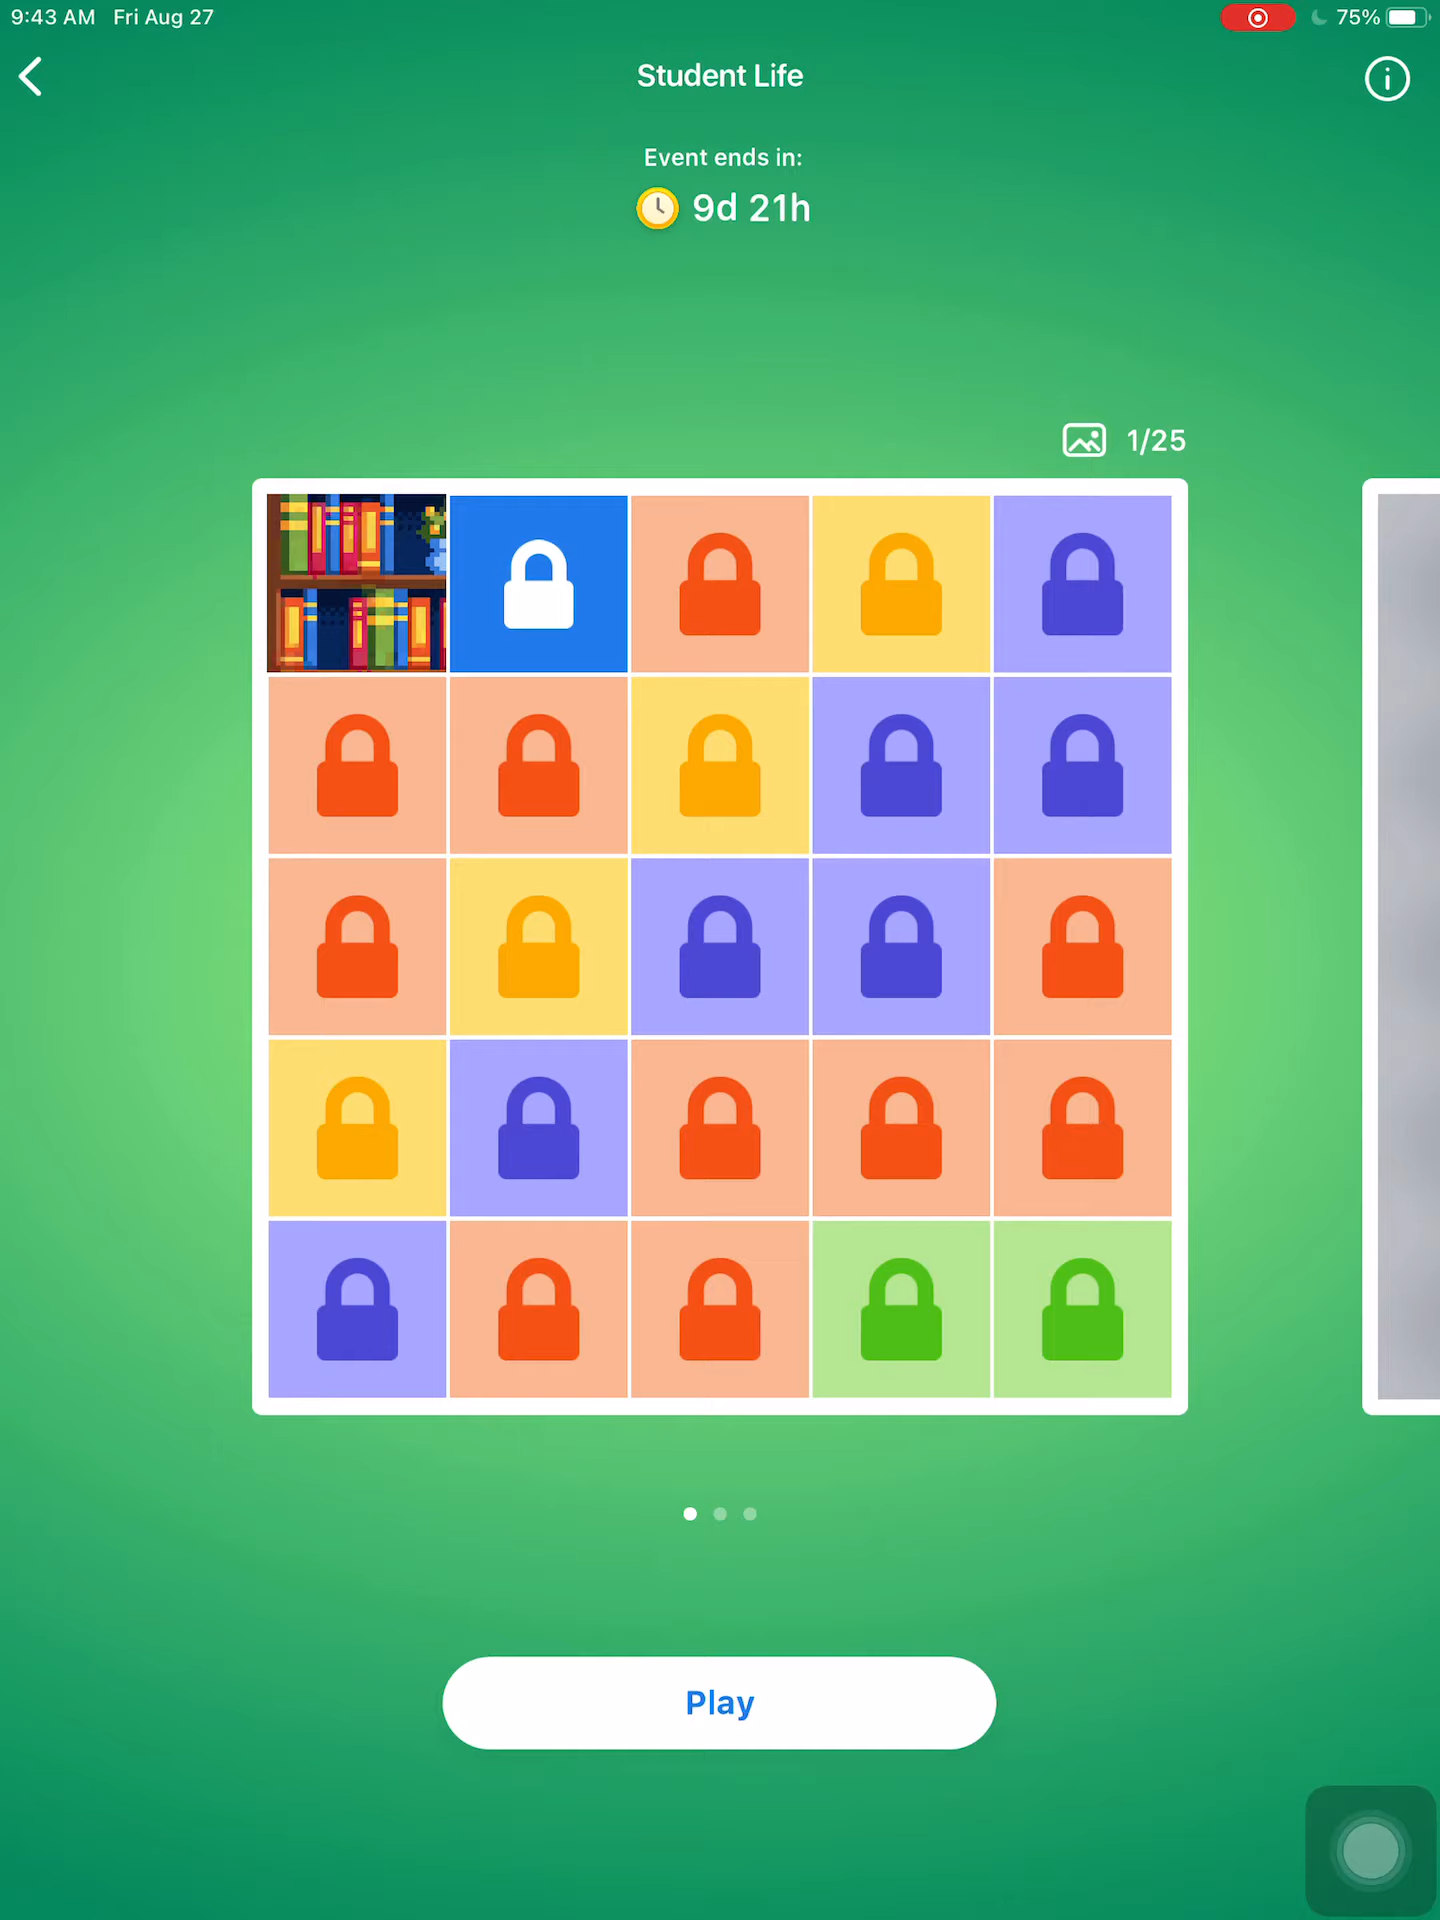 9:43 AM Fri Aug 27
75%
Student Life
Event ends in:
9d 21h
1/25
Play